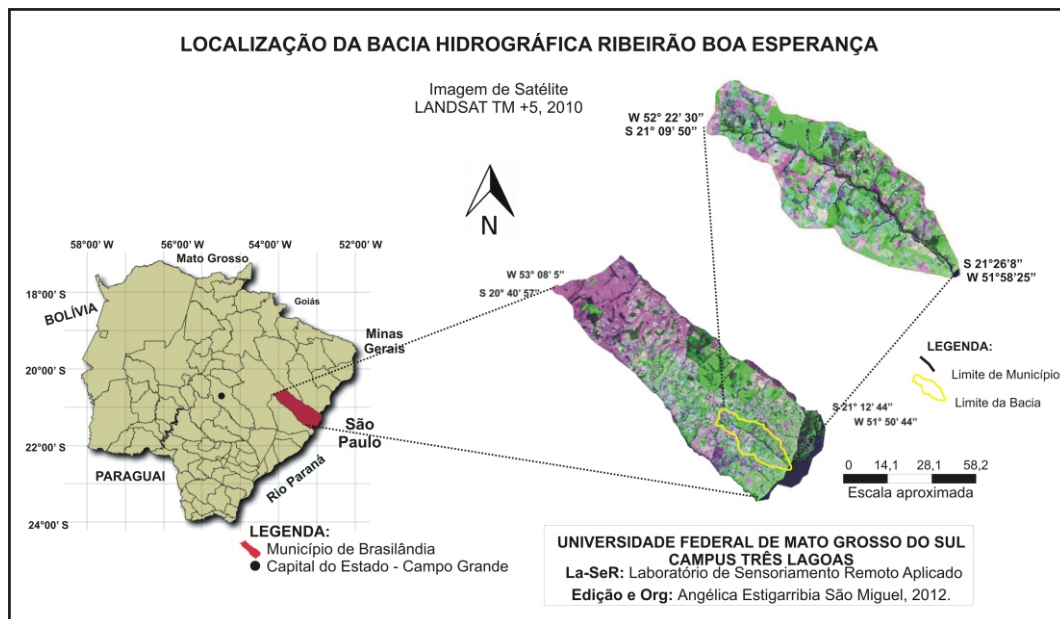 LOCALIZAÇÃO DA BACIA HIDROGRÁFICA RIBEIRÃO BOA ESPERANÇA
Imagem de Satélite
LANDSAT TM +5, 2010
W 52° 22' 30"
S 21° 09' 50"
N
S 21°26'8"
W 51°58'25"
58°00' W
56°00' W
54°00' W
52°00' W
Mato Grosso
18°00' S
Goiás
BOLÍVIA
Minas
Gerais
20°00' S
São
Paulo
22°00' S
PARAGUAI
Rio Paraná
24°00' S
W 53° 08' 5"
S 20° 40' 57"
LEGENDA:
Limite de Município
Limite da Bacia
S 21° 12' 44"
W 51° 50' 44"
0 14,1 28,1 58,2
Escala aproximada
LEGENDA:
Município de Brasilândia
Capital do Estado - Campo Grande
UNIVERSIDADE FEDERAL DE MATO GROSSO DO SUL
CAMPUS TRÊS LAGOAS
La-SeR: Laboratório de Sensoriamento Remoto Aplicado
Edição e Org: Angélica Estigarribia São Miguel, 2012.